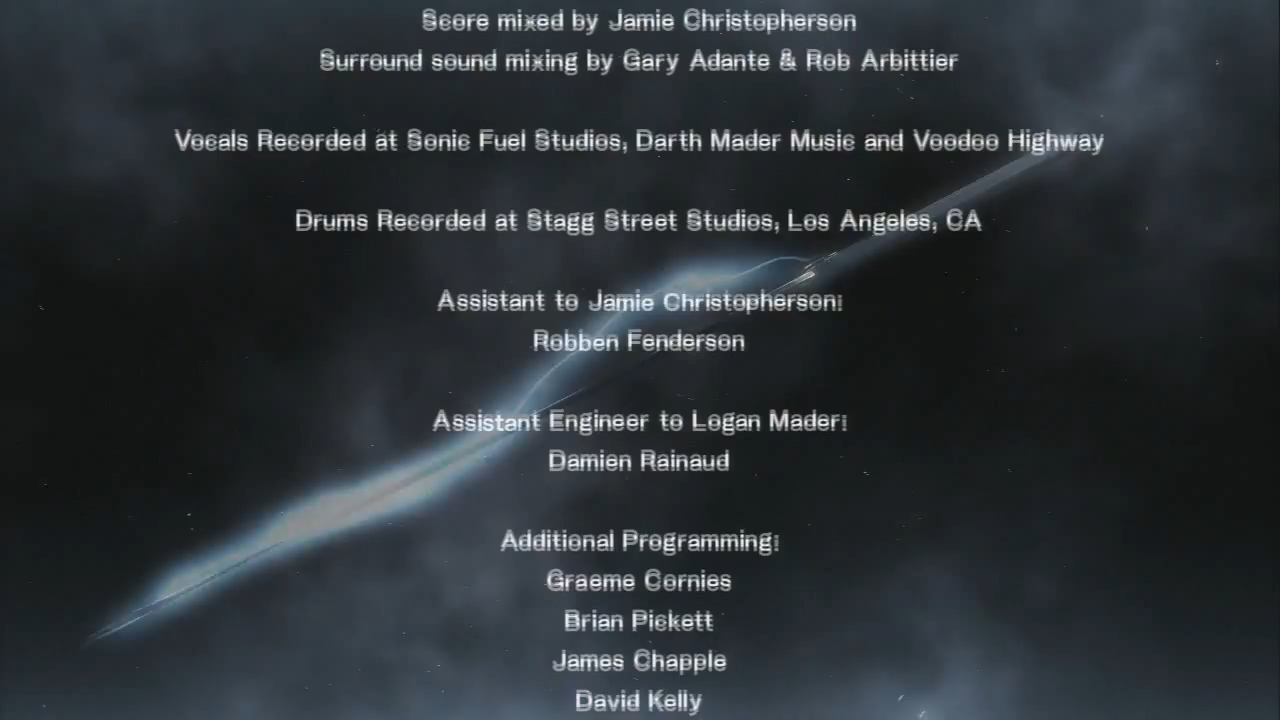 Score mixed by Jamie Christopherson
Surround sound mixing by Gary Adante & Rob Arbittier
Vocals Recorded at Sonic Fuel Studios, Darth Mader Music and Voodoo Highway
Drums Recorded at Stagg Street Studios, Los Angeles, CA
Assistant to Jamie Christopherson:
Robben Fenderson
Assistant Engineer to Logan Mader:
Damien Rainaud
Additional Programming:
Graeme Cornies
Brian Pickett
James Chapple
David Kelly